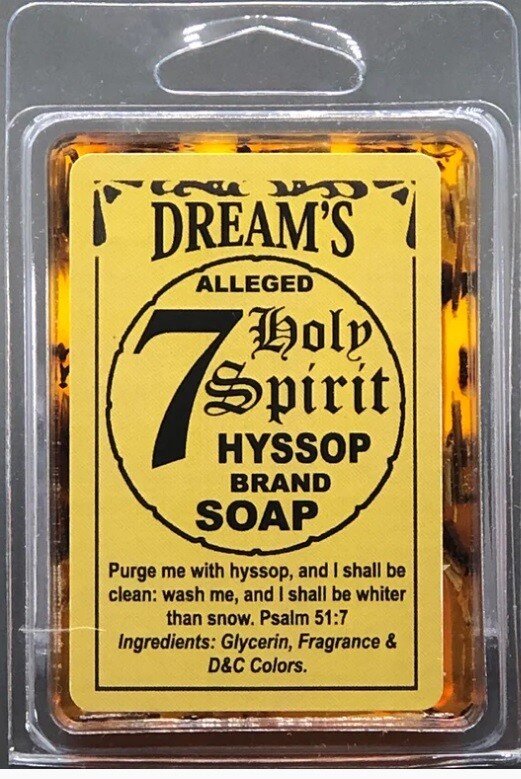 DREAM'S
ALLEGED
7 Holy
Spirit
HYSSOP
BRAND
SOAP
Purge me with hyssop, and I shall be
clean: wash me, and I shall be whiter
than snow. Psalm 51:7
Ingredients: Glycerin, Fragrance &
D&C Colors.